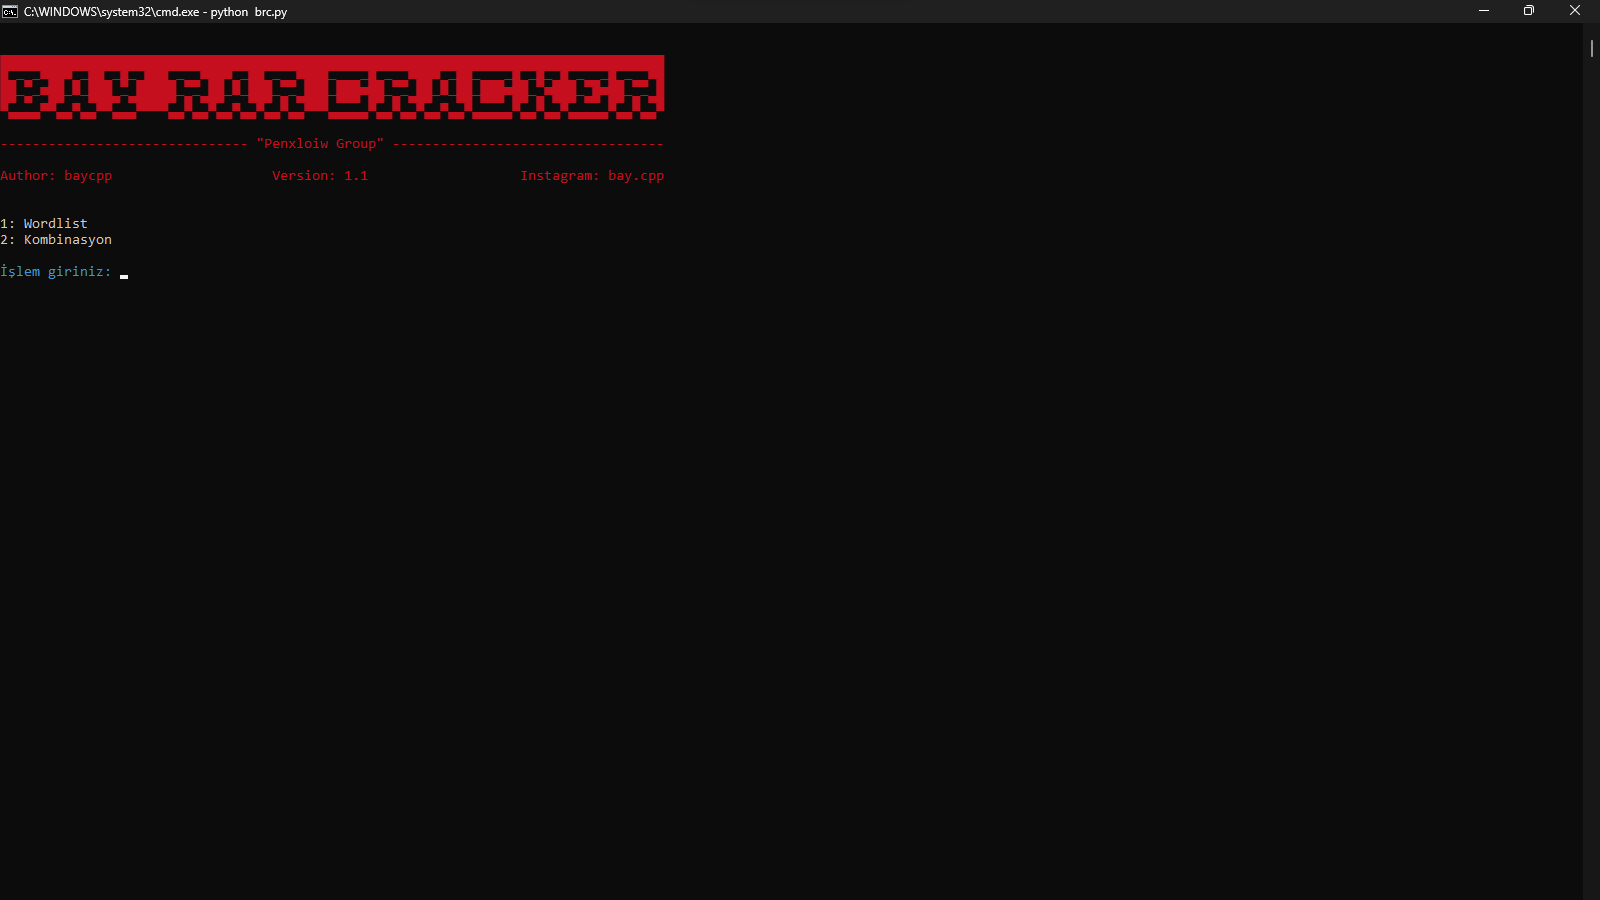 C:\WINDOWS\system32\cmd.exe - python brc.py
BAY RAR CRACKER
------------------------------- "Penxloiw Group" ----------------------------------
Author: baycpp Version: 1.1 Instagram: bay.cpp
1: Wordlist
2: Kombinasyon
İşlem giriniz: